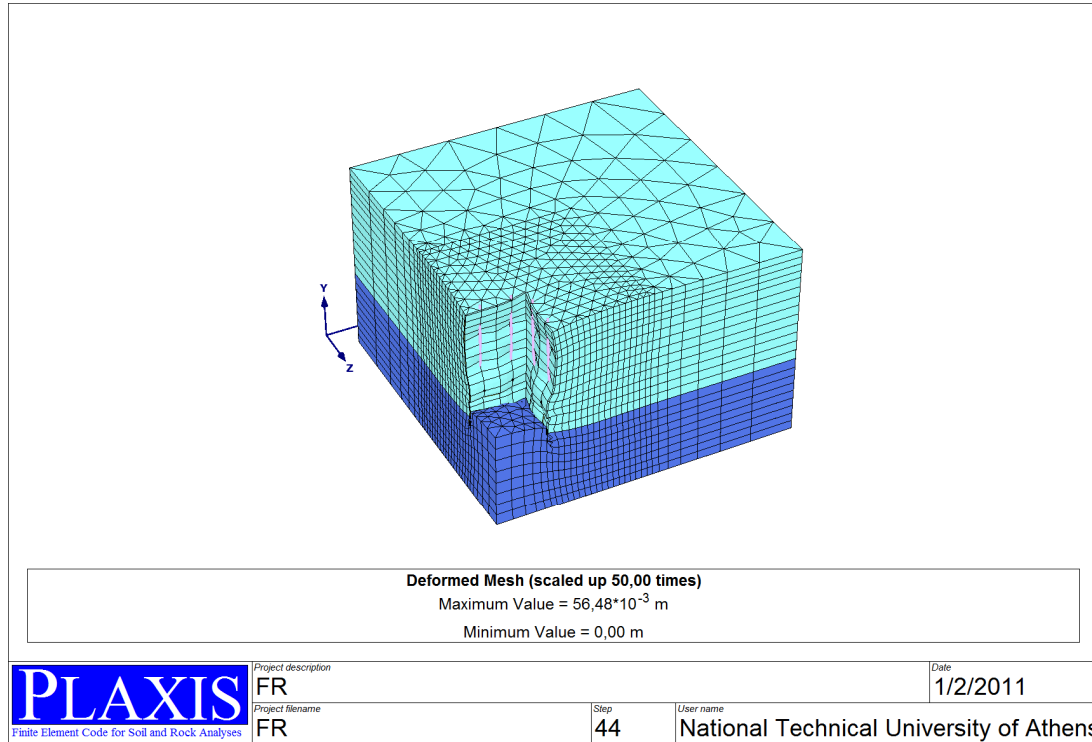 Y
Z
Deformed Mesh (scaled up 50,00 times)
Maximum Value = 56,48*10⁻³ m
Minimum Value = 0,00 m
PLAXIS
Finite Element Code for Soil and Rock Analyses
Project description
FR
Date
1/2/2011
Project filename
FR
Step
44
User name
National Technical University of Athens